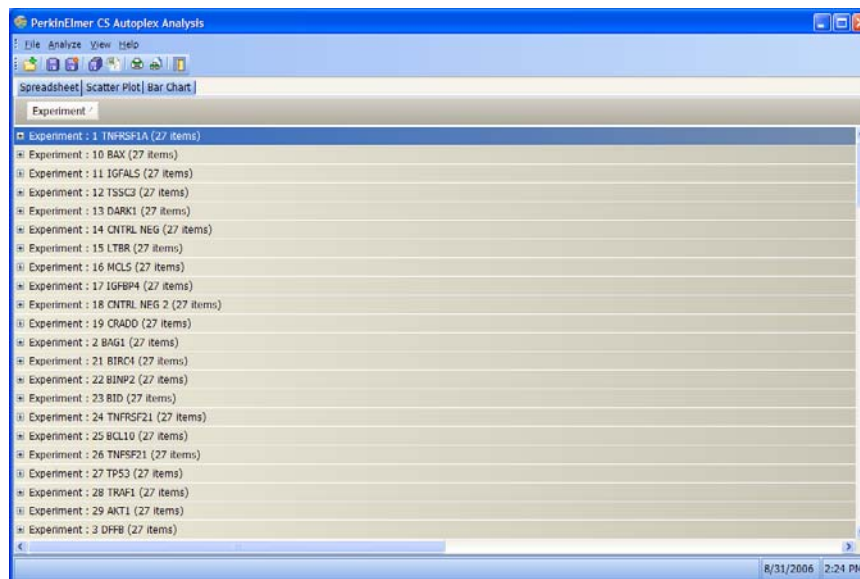 PerkinElmer CS Autoplex Analysis
File Analyze View Help
Spreadsheet Scatter Plot Bar Chart
Experiment
Experiment : 1 TNFRSF1A (27 items)
Experiment : 10 BAX (27 items)
Experiment : 11 IGFALS (27 items)
Experiment : 12 TSSC3 (27 items)
Experiment : 13 DARK1 (27 items)
Experiment : 14 CNTRL NEG (27 items)
Experiment : 15 LTBR (27 items)
Experiment : 16 MCLS (27 items)
Experiment : 17 IGFBP4 (27 items)
Experiment : 18 CNTRL NEG 2 (27 items)
Experiment : 19 CRADD (27 items)
Experiment : 2 BAG1 (27 items)
Experiment : 21 BIRC4 (27 items)
Experiment : 22 BINP2 (27 items)
Experiment : 23 BID (27 items)
Experiment : 24 TNFRSF21 (27 items)
Experiment : 25 BCL10 (27 items)
Experiment : 26 TNFSF21 (27 items)
Experiment : 27 TP53 (27 items)
Experiment : 28 TRAF1 (27 items)
Experiment : 29 AKT1 (27 items)
Experiment : 3 DFFB (27 items)
8/31/2006 2:24 PM